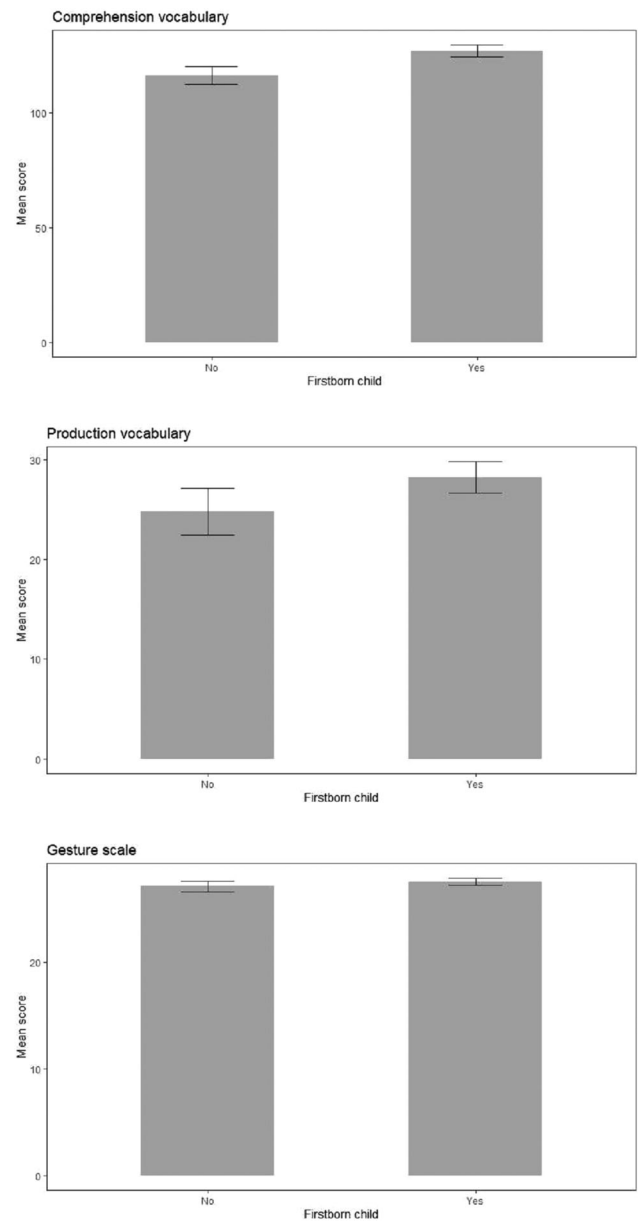 Comprehension vocabulary
100
50
0
Mean score
No
Yes
Firstborn child
Production vocabulary
30
20
10
0
Mean score
No
Yes
Firstborn child
Gesture scale
20
10
0
Mean score
No
Yes
Firstborn child